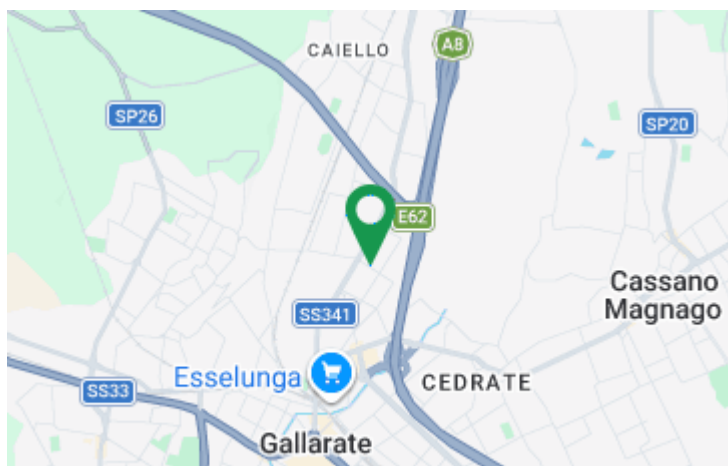 CAIELLO
A8
SP26
SP20
E62
Cassano
Magnago
SS341
Esselunga
CEDRATE
SS33
Gallarate